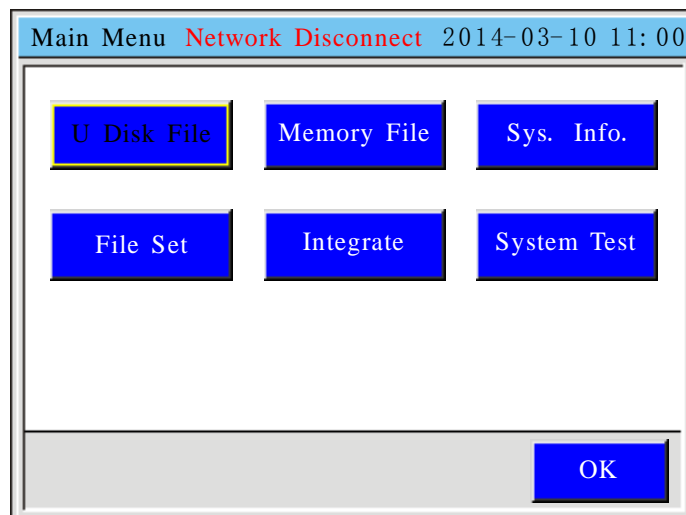 Main Menu Network Disconnect 2014-03-10 11:00
U Disk File Memory File Sys. Info.
File Set Integrate System Test
OK